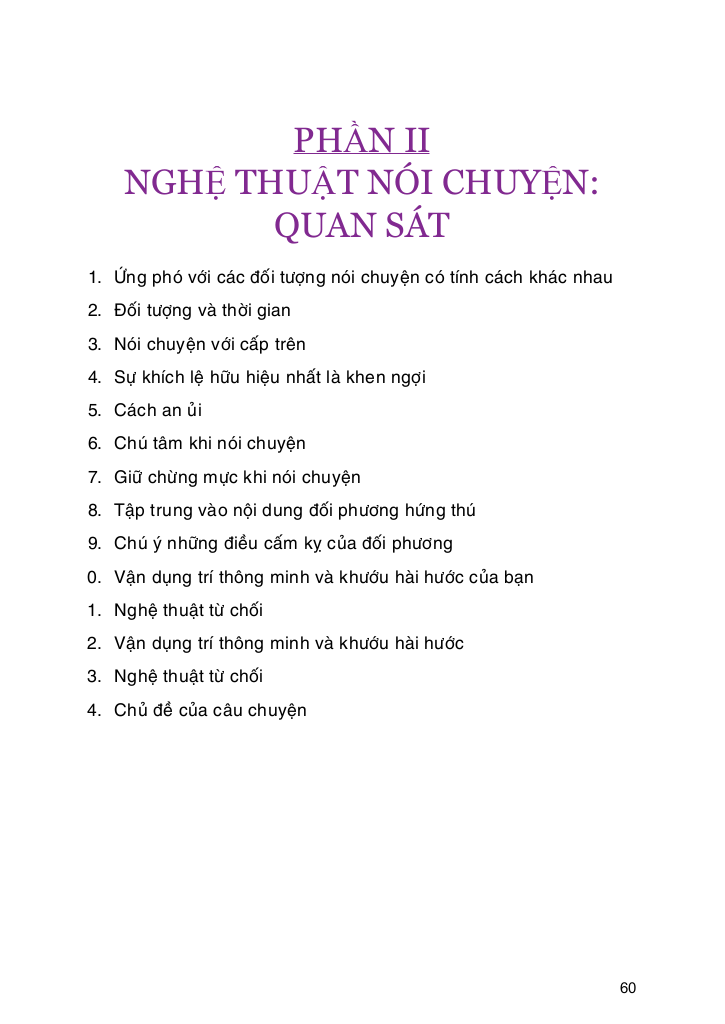 PHẦN II
NGHỆ THUẬT NÓI CHUYỆN:
QUAN SÁT
1. Ứng phó với các đối tượng nói chuyện có tính cách khác nhau
2. Đối tượng và thời gian
3. Nói chuyện với cấp trên
4. Sự khích lệ hữu hiệu nhất là khen ngợi
5. Cách an ủi
6. Chú tâm khi nói chuyện
7. Giữ chừng mực khi nói chuyện
8. Tập trung vào nội dung đối phương hứng thú
9. Chú ý những điều cấm kỵ của đối phương
0. Vận dụng trí thông minh và khướu hài hước của bạn
1. Nghệ thuật từ chối
2. Vận dụng trí thông minh và khướu hài hước
3. Nghệ thuật từ chối
4. Chủ đề của câu chuyện
60